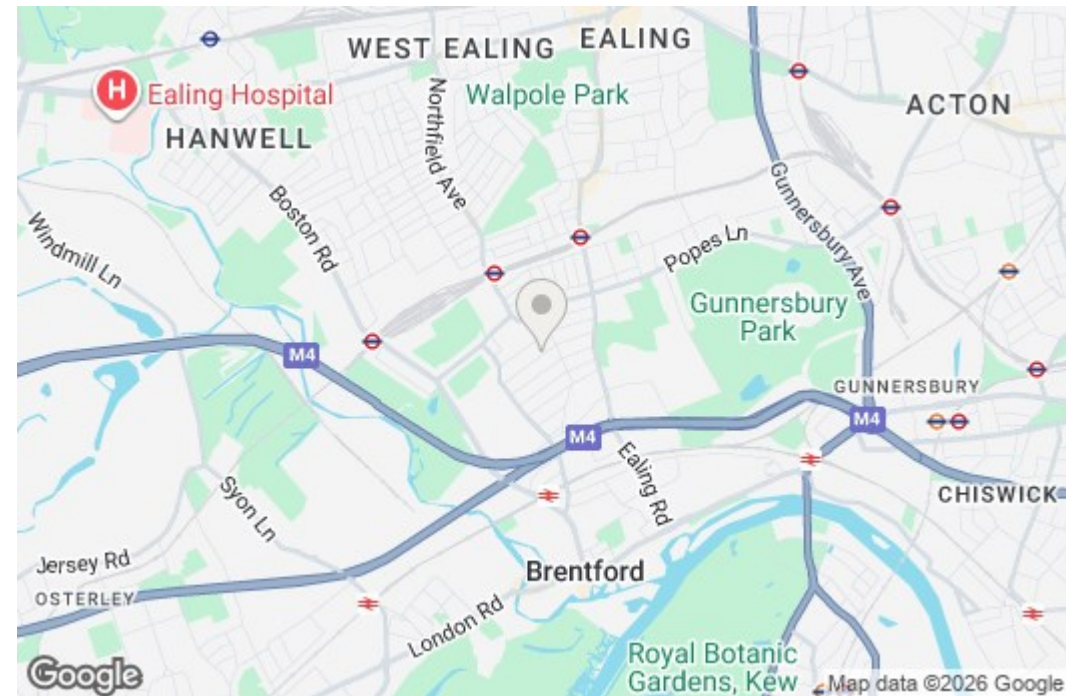 WEST EALING
EALING
H Ealing Hospital
Walpole Park
ACTON
HANWELL
Northfield Ave
Boston Rd
Windmill Ln
Gunnersbury Ave
Popes Ln
Gunnersbury
Park
M4
GUNNERSBURY
M4
M4
Ealing Rd
Syon Ln
CHISWICK
Jersey Rd
Brentford
OSTERLEY
London Rd
Royal Botanic
Gardens, Kew
Google
Map data ©2026 Google